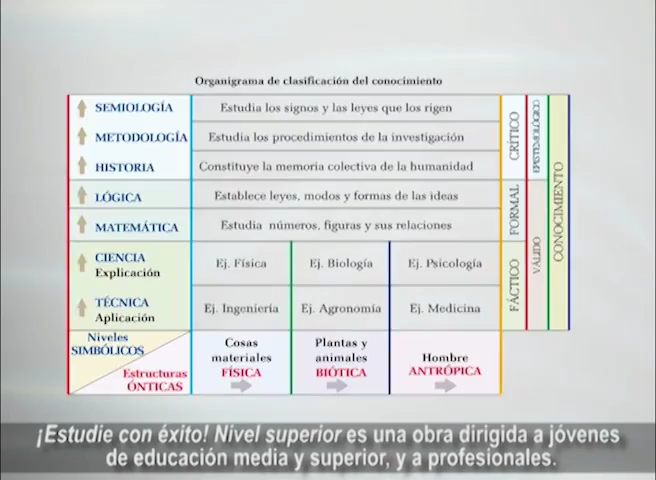 Organigrama de clasificación del conocimiento
SEMIOLOGÍA
Estudia los signos y las leyes que los rigen
METODOLOGÍA
Estudia los procedimientos de la investigación
HISTORIA
Constituye la memoria colectiva de la humanidad
LÓGICA
Establece leyes, modos y formas de las ideas
MATEMÁTICA
Estudia números, figuras y sus relaciones
CIENCIA
Explicación
Ej. Física
Ej. Biología
Ej. Psicología
TÉCNICA
Aplicación
Ej. Ingeniería
Ej. Agronomía
Ej. Medicina
CRÍTICO
FORMAL
FÁCTICO
EPISTEMOLÓGICO
VÁLIDO
CONOCIMIENTO
Niveles
SIMBÓLICOS
Estructuras
ÓNTICAS
Cosas
materiales
FÍSICA
Plantas y
animales
BIÓTICA
Hombre
ANTRÓPICA
¡Estudie con éxito! Nivel superior es una obra dirigida a jóvenes
de educación media y superior, y a profesionales.